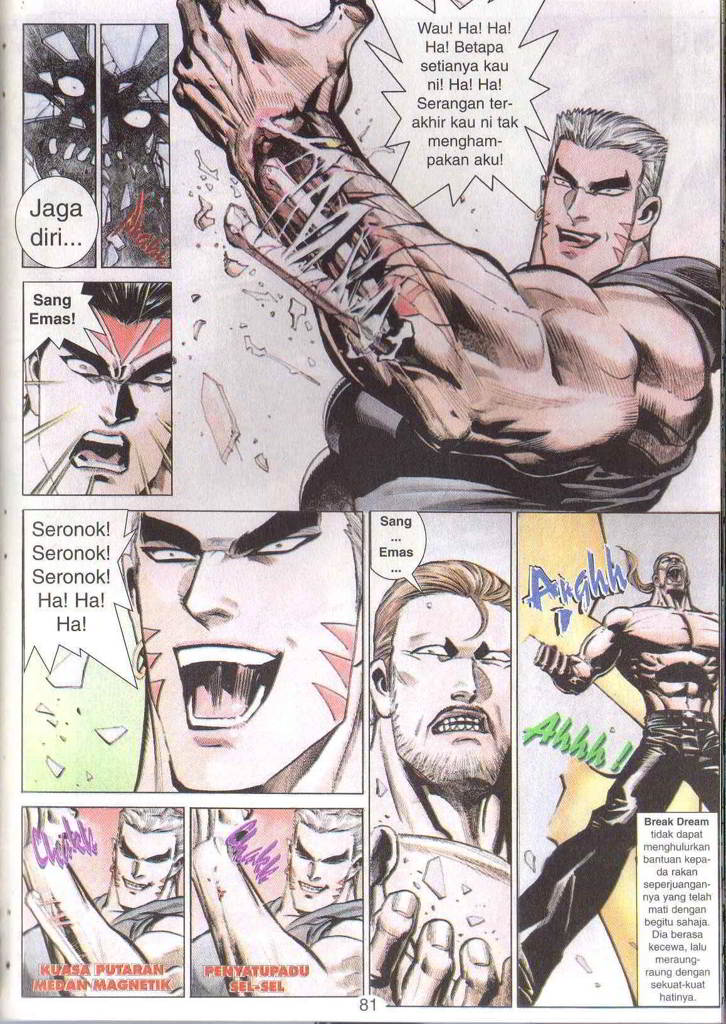 Jaga
diri...
Wau! Ha! Ha!
Ha! Betapa
setianya kau
ni! Ha! Ha!
Serangan ter-
akhir kau ni tak
mengham-
pakan aku!
Sang
Emas!
Seronok!
Seronok!
Seronok!
Ha! Ha!
Ha!
Sang
...
Emas
...
Ahhh!
KUASA PUTARAN
MEDAN MAGNETIK
PENYATUPADU
SEL-SEL
Break Dream
tidak dapat
menghulurkan
bantuan kepa-
da rakan
seperjuangan-
nya yang telah
mati dengan
begitu sahaja.
Dia berasa
kecewa, lalu
meraung-
raung dengan
sekuat-kuat
hatinya.
81